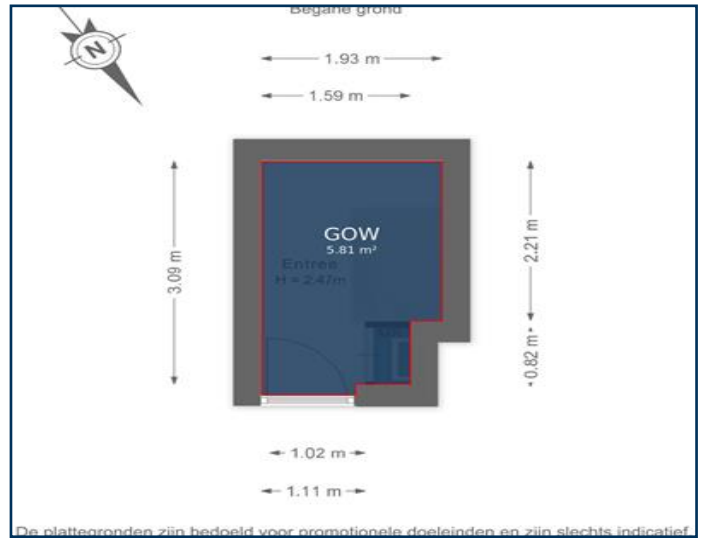 Begane grond
N
1.93 m
1.59 m
GOW
5.81 m²
Entree
H = 2.47m
3.09 m
2.21 m
0.82 m
1.02 m
1.11 m
De plattegronden zijn bedoeld voor promotionele doeleinden en zijn slechts indicatief